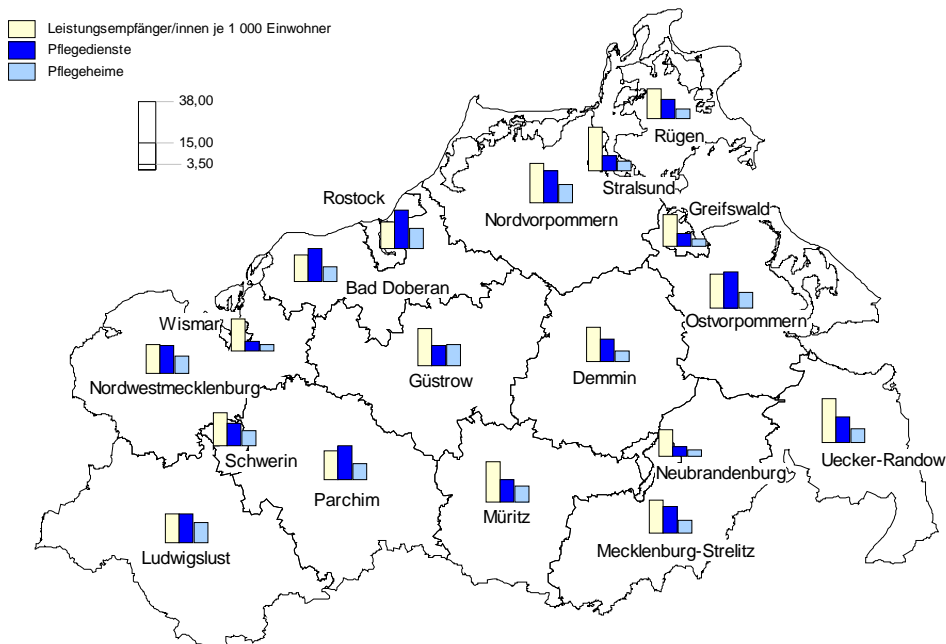 Leistungsempfänger/innen je 1 000 Einwohner
Pflegedienste
Pflegeheime
38,00
15,00
3,50
Rügen
Stralsund
Nordvorpommern
Rostock
Greifswald
Bad Doberan
Ostvorpommern
Wismar
Güstrow
Demmin
Nordwestmecklenburg
Schwerin
Neubrandenburg
Uecker-Randow
Parchim
Müritz
Mecklenburg-Strelitz
Ludwigslust